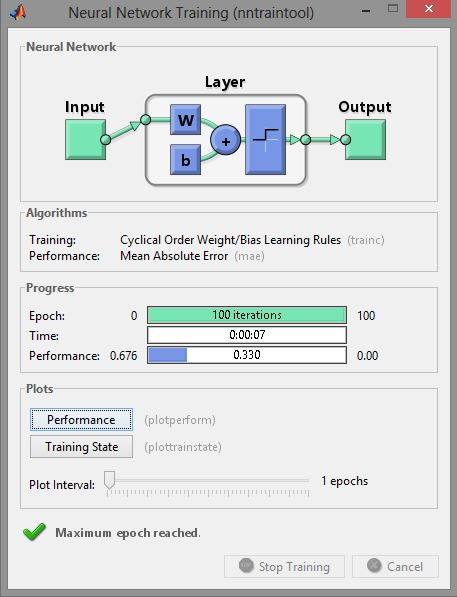 Neural Network Training (nntraintool)
Neural Network
Layer
Input
Output
W
b
+
Algorithms
Training: Cyclical Order Weight/Bias Learning Rules (trainc)
Performance: Mean Absolute Error (mae)
Progress
Epoch: 0 100 iterations 100
Time: 0:00:07
Performance: 0.676 0.330 0.00
Plots
Performance (plotperform)
Training State (plottrainstate)
Plot Interval: 1 epochs
Maximum epoch reached.
Stop Training Cancel